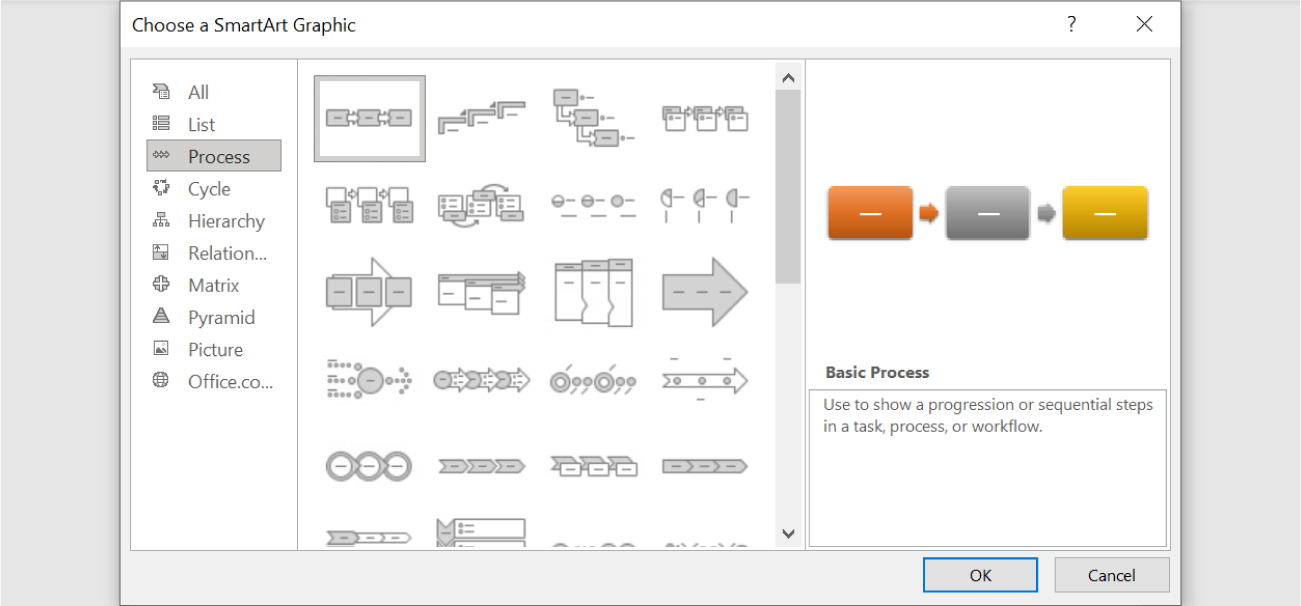 Choose a SmartArt Graphic
?
All
List
Process
Cycle
Hierarchy
Relation...
Matrix
Pyramid
Picture
Office.co...
Basic Process
Use to show a progression or sequential steps
in a task, process, or workflow.
OK
Cancel